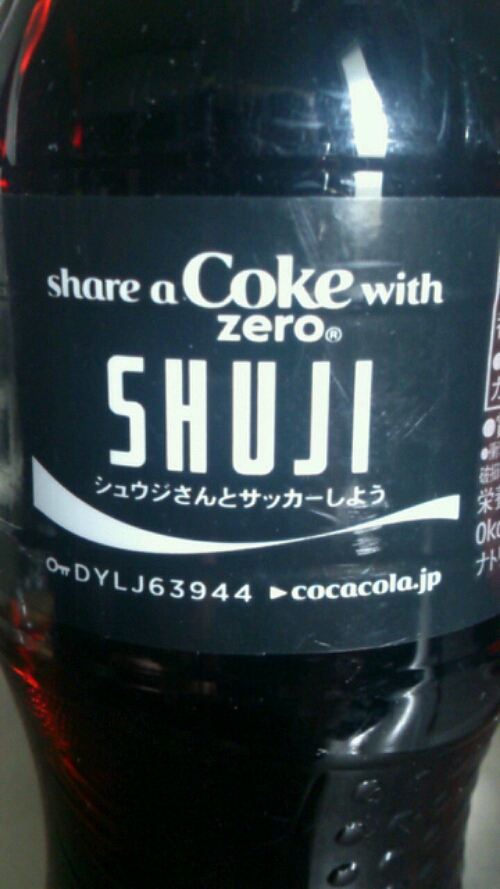 share a Coke with
zero®
SHUJI
シュウジさんとサッカーしよう
DYLJ63944 ►cocacola.jp